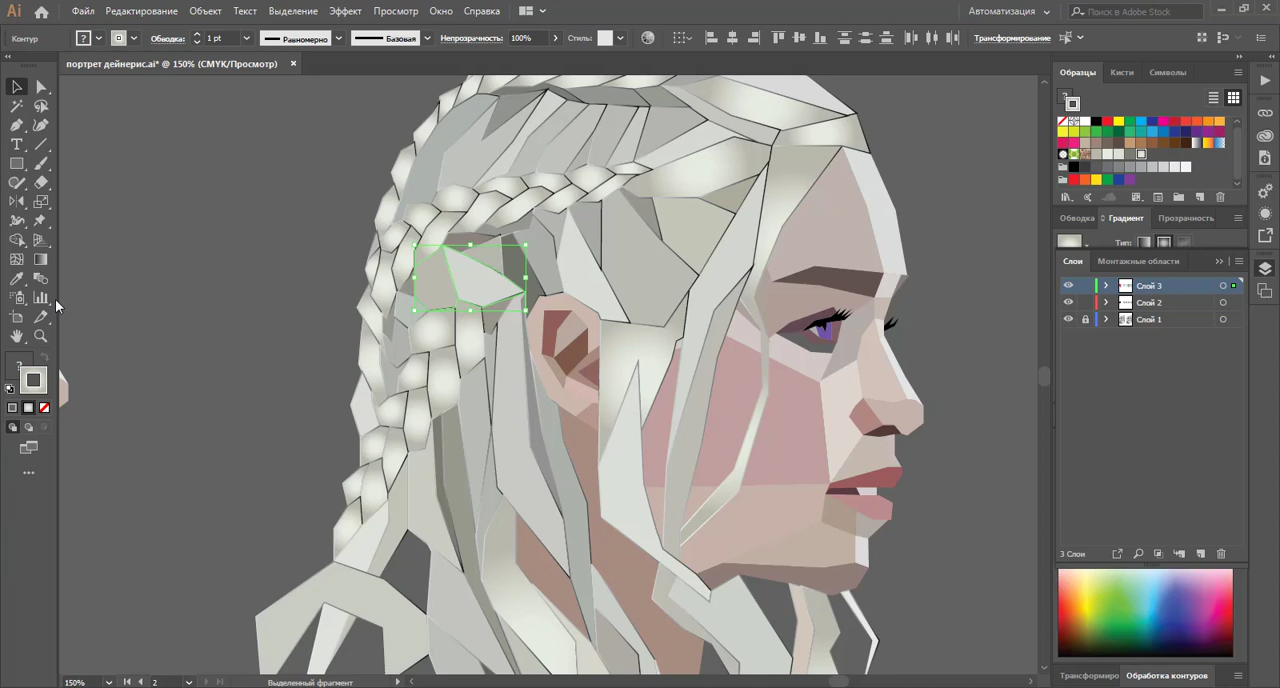 Ai
Файл
Редактирование
Объект
Текст
Выделение
Эффект
Просмотр
Окно
Справка
Автоматизация
Поиск в Adobe Stock
Контур
?
Обводка:
1 pt
Равномерно
Базовая
Непрозрачность:
100%
Стиль:
Трансформирование
портрет дейнерис.ai* @ 150% (CMYK/Просмотр)
Образцы
Кисти
Символы
?
Обводка
Градиент
Прозрачность
Тип:
Слои
Монтажные области
Слой 3
Слой 2
Слой 1
?
3 Слои
150%
2
Выделенный фрагмент
Трансформиро
Обработка контуров